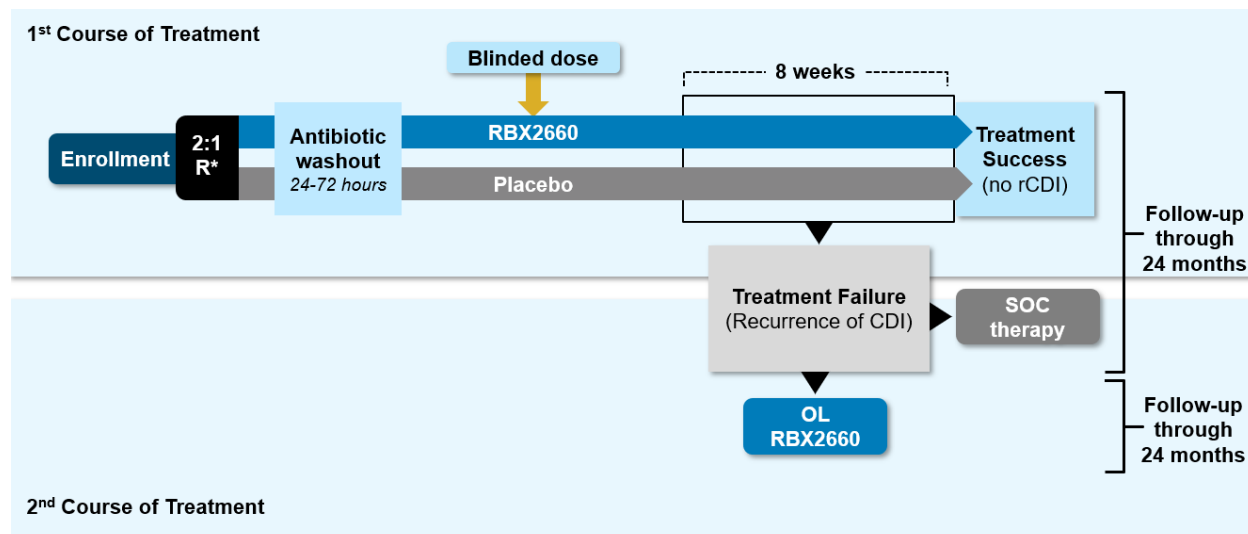 1st Course of Treatment
Blinded dose
8 weeks
Enrollment
2:1
R*
Antibiotic
washout
24-72 hours
RBX2660
Placebo
Treatment
Success
(no rCDI)
Follow-up
through
24 months
Treatment Failure
(Recurrence of CDI)
SOC
therapy
OL
RBX2660
Follow-up
through
24 months
2nd Course of Treatment